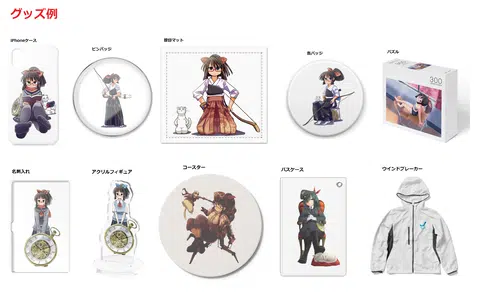 グッズ例
iPhoneケース
ピンバッジ
捺印マット
缶バッジ
パズル
300
名刺入れ
アクリルフィギュア
コースター
パスケース
ウインドブレーカー